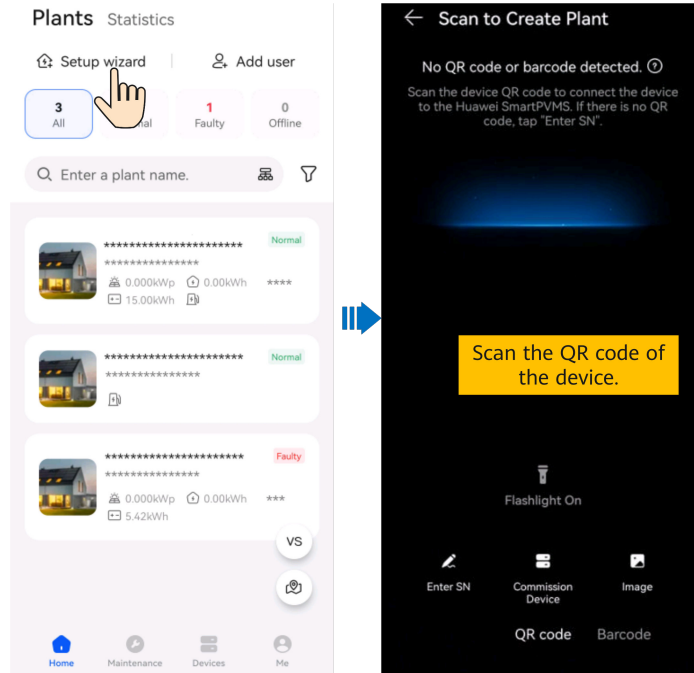 Plants Statistics
Setup wizard
Add user
3
All
1
Faulty
0
Offline
Enter a plant name.
**********************
Normal
***************
0.000kWp 0.00kWh ****
15.00kWh
**********************
Normal
***************
**********************
Faulty
***************
0.000kWp 0.00kWh ***
5.42kWh
VS
Home
Maintenance
Devices
Me
Scan to Create Plant
No QR code or barcode detected.
Scan the device QR code to connect the device
to the Huawei SmartPVMS. If there is no QR
code, tap "Enter SN".
Scan the QR code of
the device.
Flashlight On
Enter SN
Commission
Device
Image
QR code Barcode